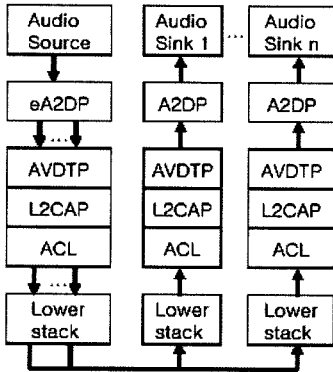 Audio Source
Audio Sink 1
...
Audio Sink n
eA2DP
A2DP
A2DP
...
AVDTP
AVDTP
AVDTP
L2CAP
L2CAP
L2CAP
ACL
ACL
ACL
...
Lower stack
Lower stack
Lower stack